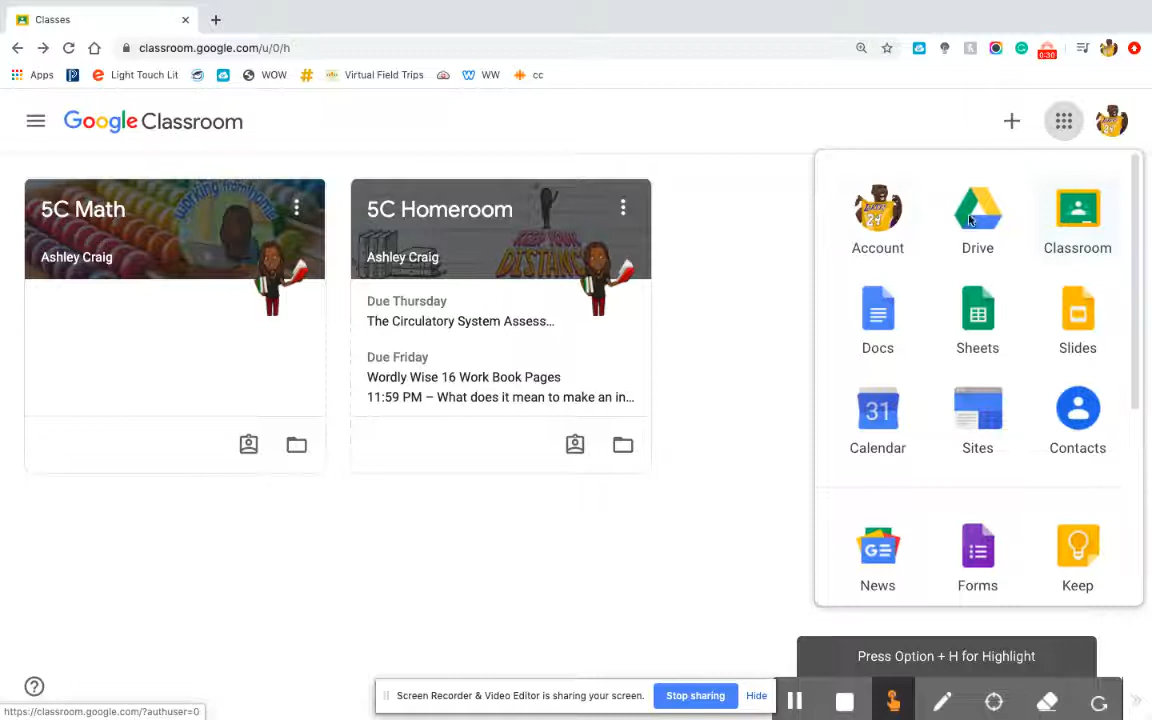 Classes
classroom.google.com/u/0/h
0:30
Apps
Light Touch Lit
WOW
Virtual Field Trips
WW
cc
Google Classroom
5C Math
Ashley Craig
5C Homeroom
Ashley Craig
Due Thursday
The Circulatory System Assess...
Due Friday
Wordly Wise 16 Work Book Pages
11:59 PM – What does it mean to make an in...
Account
Drive
Classroom
Docs
Sheets
Slides
31
Calendar
Sites
Contacts
GE
News
Forms
Keep
Press Option + H for Highlight
Screen Recorder & Video Editor is sharing your screen.
Stop sharing
Hide
https://classroom.google.com/?authuser=0